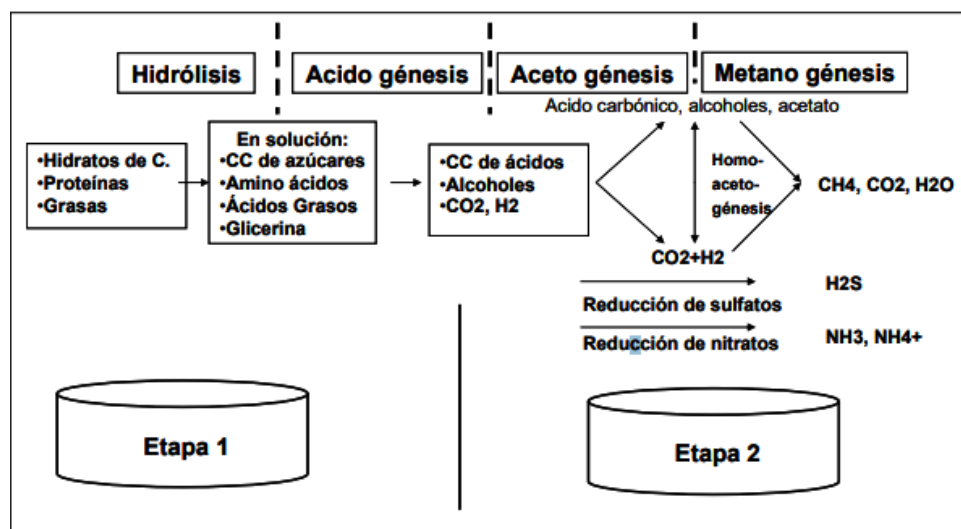 Hidrólisis
Acido génesis
Aceto génesis
Metano génesis
Acido carbónico, alcoholes, acetato
•Hidratos de C.
•Proteínas
•Grasas
En solución:
•CC de azúcares
•Amino ácidos
•Ácidos Grasos
•Glicerina
•CC de ácidos
•Alcoholes
•CO2, H2
Homo-
aceto-
génesis
CH4, CO2, H2O
CO2+H2
Reducción de sulfatos
H2S
Reducción de nitratos
NH3, NH4+
Etapa 1
Etapa 2